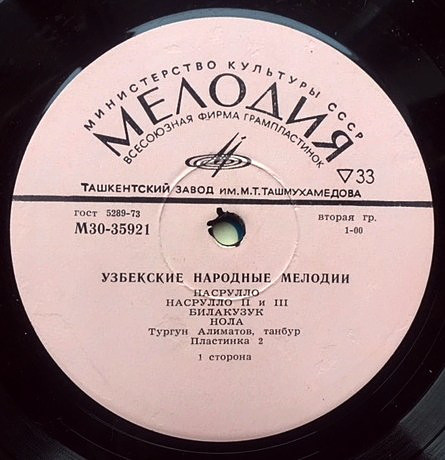 МИНИСТЕРСТВО КУЛЬТУРЫ СССР
МЕЛОДИЯ
ВСЕСОЮЗНАЯ ФИРМА ГРАМПЛАСТИНОК
▽33
ТАШКЕНТСКИЙ ЗАВОД ИМ.М.Т.ТАШМУХАМЕДОВА
гост 5289-73
М30-35921
вторая гр.
1-00
УЗБЕКСКИЕ НАРОДНЫЕ МЕЛОДИИ
НАСРУЛЛО
НАСРУЛЛО II и III
БИЛАКУЗУК
НОЛА
Тургун Алиматов, танбур
Пластинка 2
1 сторона